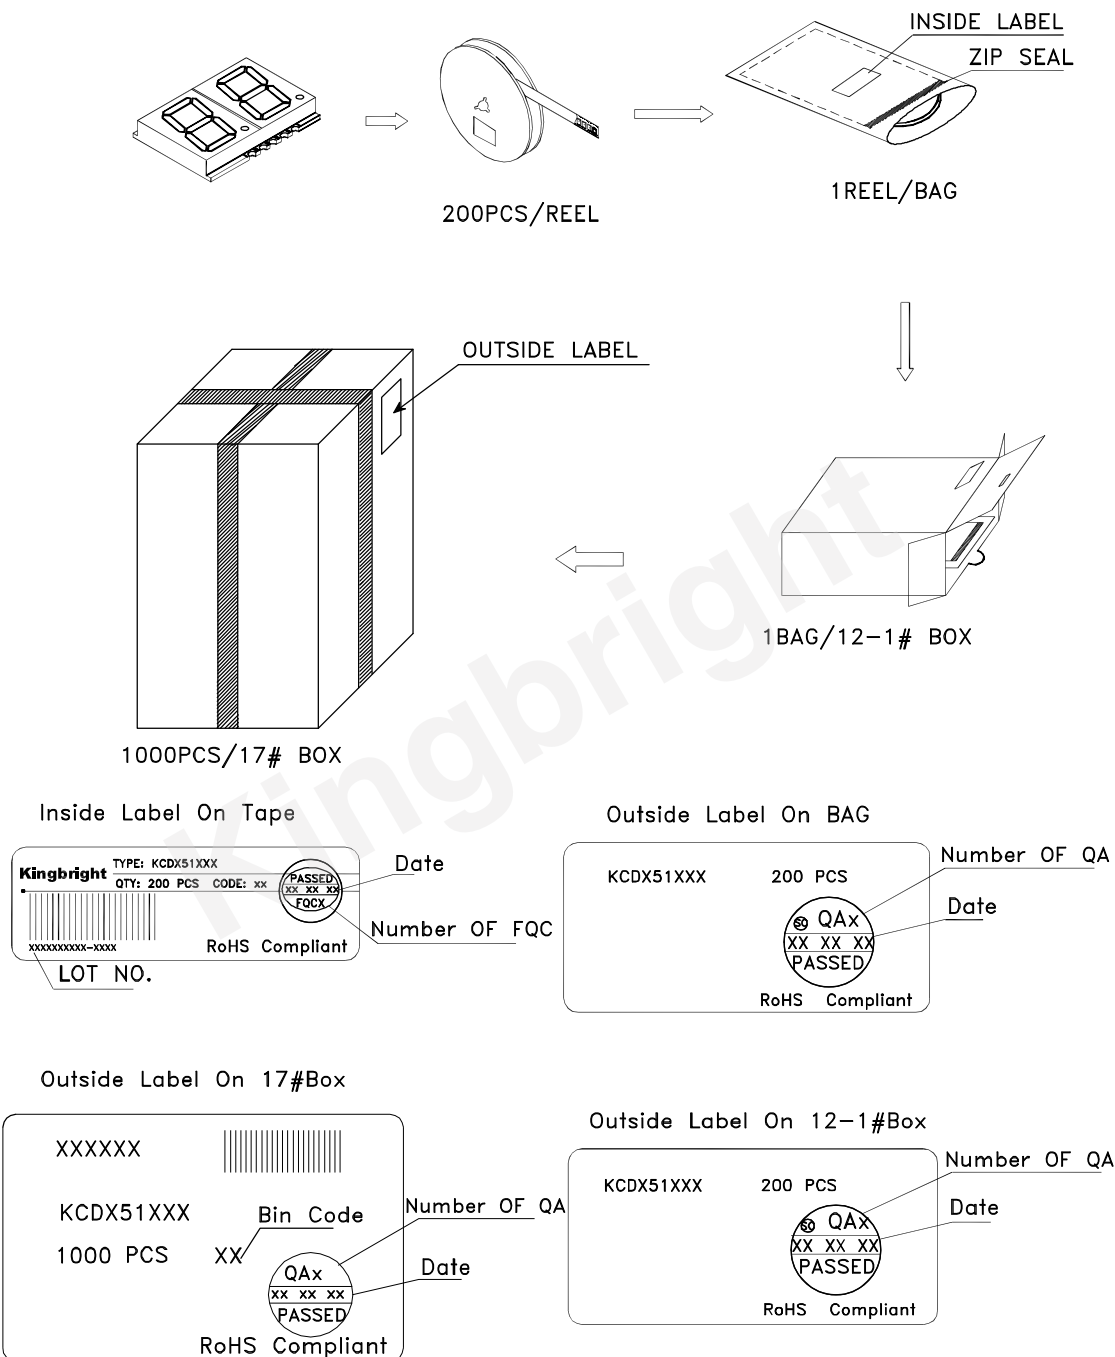 INSIDE LABEL
ZIP SEAL
200PCS/REEL
1REEL/BAG
OUTSIDE LABEL
1BAG/12-1# BOX
1000PCS/17# BOX
Kingbright
Inside Label On Tape
Kingbright
TYPE: KCDX51XXX
QTY: 200 PCS CODE: xx
PASSED
xx xx xx
FQCX
Date
Number OF FQC
xxxxxxxxxx-xxxx
RoHS Compliant
LOT NO.
Outside Label On BAG
KCDX51XXX 200 PCS
Number OF QA
Date
QAx
XX XX XX
PASSED
RoHS Compliant
Outside Label On 17#Box
XXXXXX
KCDX51XXX
Bin Code
1000 PCS XX
Number OF QA
Date
QAx
XX XX XX
PASSED
RoHS Compliant
Outside Label On 12-1#Box
KCDX51XXX 200 PCS
Number OF QA
Date
QAx
XX XX XX
PASSED
RoHS Compliant